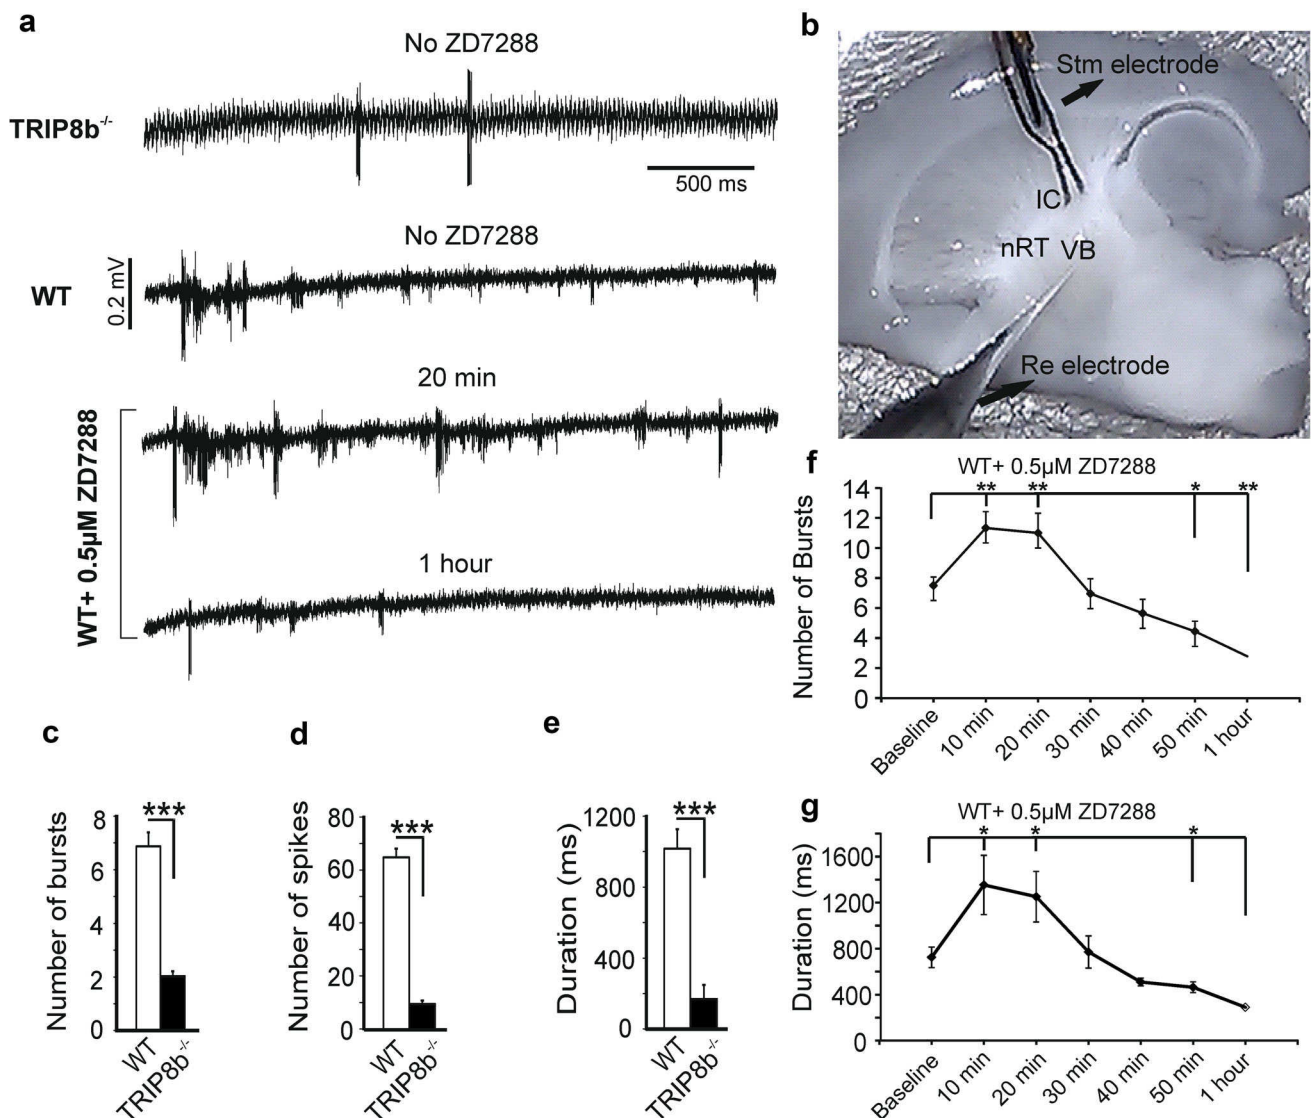 a
No ZD7288
TRIP8b-/-
500 ms
No ZD7288
WT
0.2 mV
20 min
WT+ 0.5µM ZD7288
1 hour
b
Stm electrode
IC
nRT VB
Re electrode
c
Number of bursts
***
8
6
4
2
0
WT
TRIP8b-/-
d
Number of spikes
***
80
60
40
20
0
WT
TRIP8b-/-
e
Duration (ms)
***
1200
800
400
0
WT
TRIP8b-/-
f
WT+ 0.5µM ZD7288
** ** * **
Number of Bursts
14
12
10
8
6
4
2
0
Baseline
10 min
20 min
30 min
40 min
50 min
1 hour
g
WT+ 0.5µM ZD7288
* * *
Duration (ms)
1600
1200
800
400
0
Baseline
10 min
20 min
30 min
40 min
50 min
1 hour